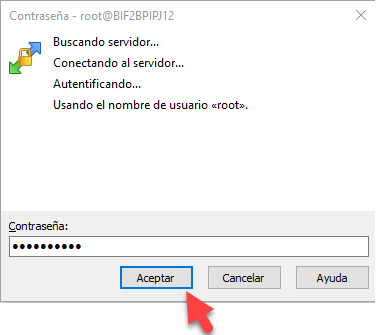 Contraseña - root@BIF2BPIPJ12
Buscando servidor...
Conectando al servidor...
Autentificando...
Usando el nombre de usuario «root».
Contraseña:
●●●●●●●●●●
Aceptar Cancelar Ayuda